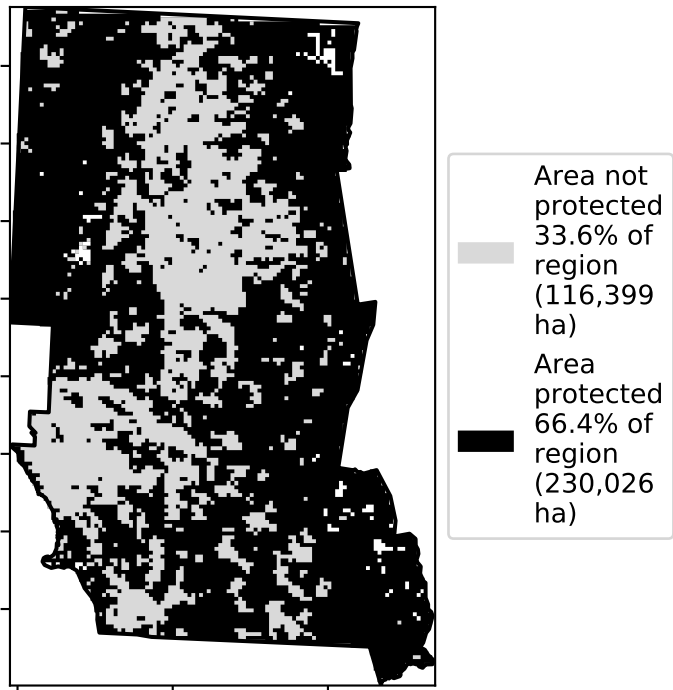 Area not
protected
33.6% of
region
(116,399
ha)
Area
protected
66.4% of
region
(230,026
ha)